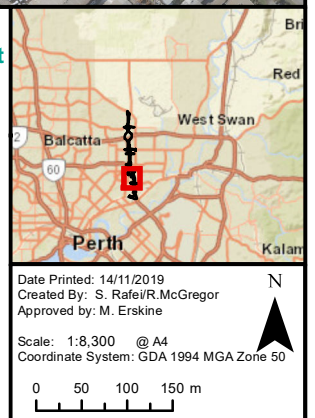 Bri
Red
West Swan
2
Balcatta
60
Perth
Kalam
Date Printed: 14/11/2019
Created By: S. Rafei/R.McGregor
Approved by: M. Erskine
N
Scale: 1:8,300 @ A4
Coordinate System: GDA 1994 MGA Zone 50
0 50 100 150 m